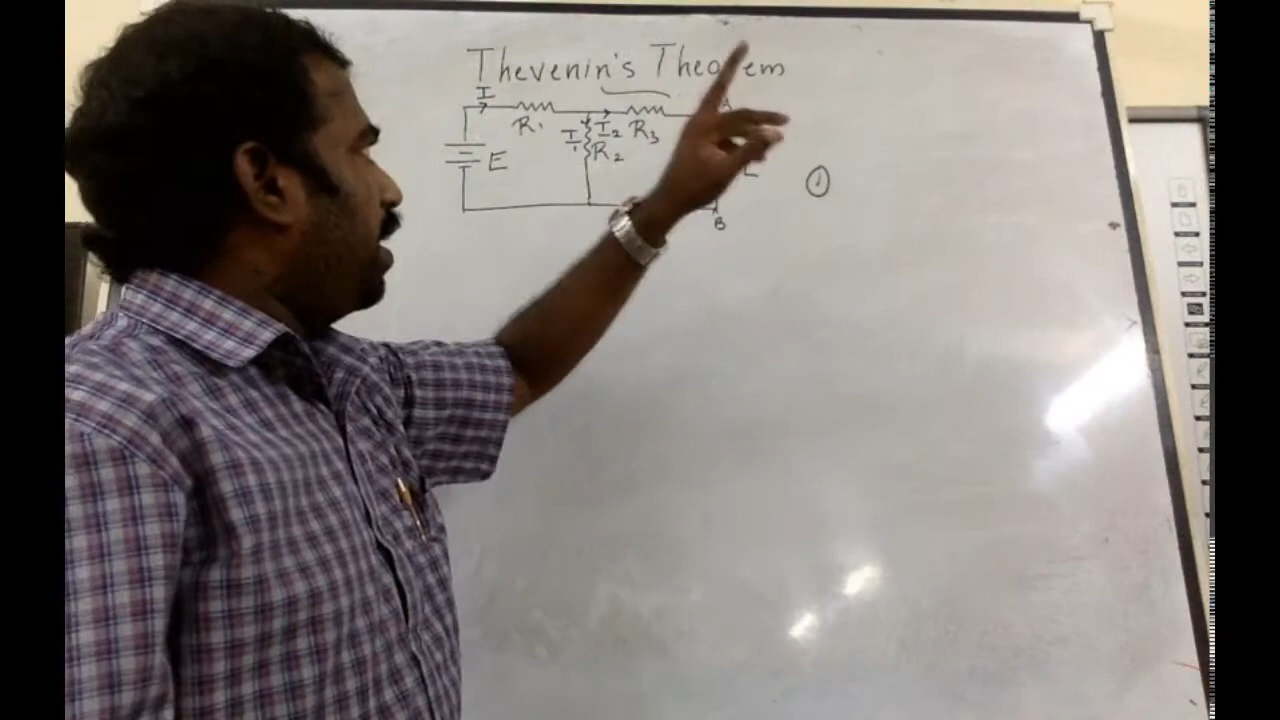 Thevenin's Theorem
I
A
R₁
I₁
I₂
R₃
R₂
E
L
①
B